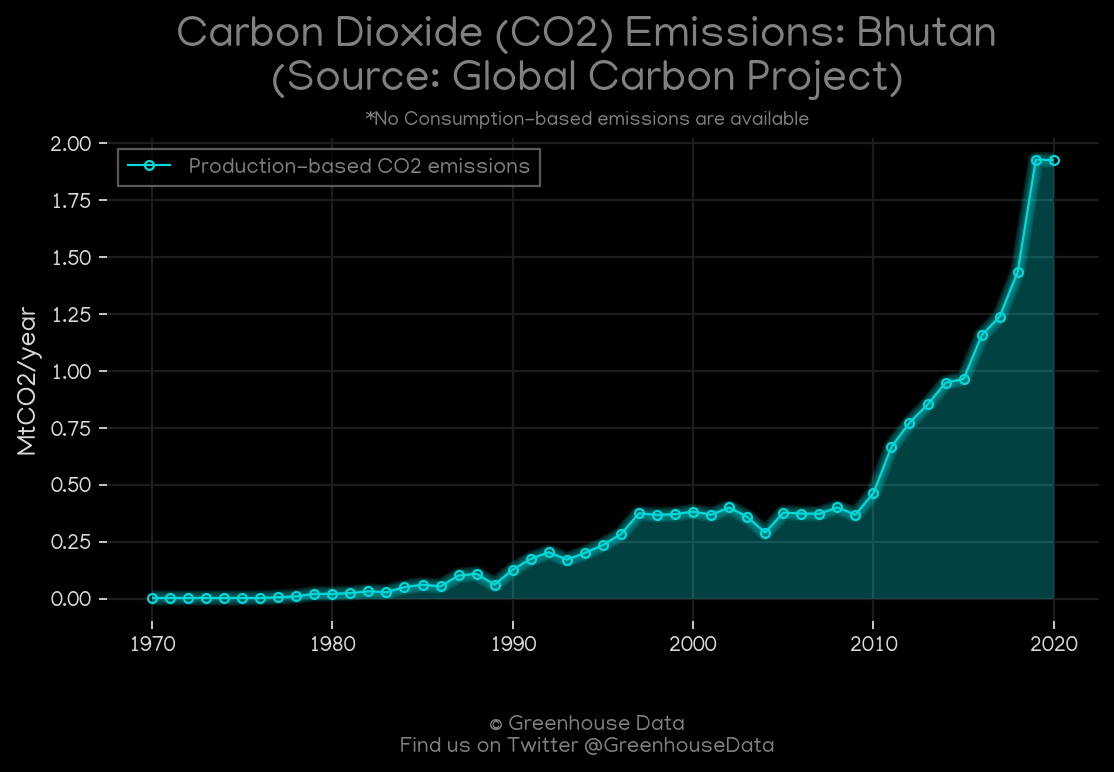 Carbon Dioxide (CO2) Emissions: Bhutan
(Source: Global Carbon Project)
*No Consumption-based emissions are available
Production-based CO2 emissions
MtCO2/year
2.00
1.75
1.50
1.25
1.00
0.75
0.50
0.25
0.00
1970 1980 1990 2000 2010 2020
© Greenhouse Data
Find us on Twitter @GreenhouseData